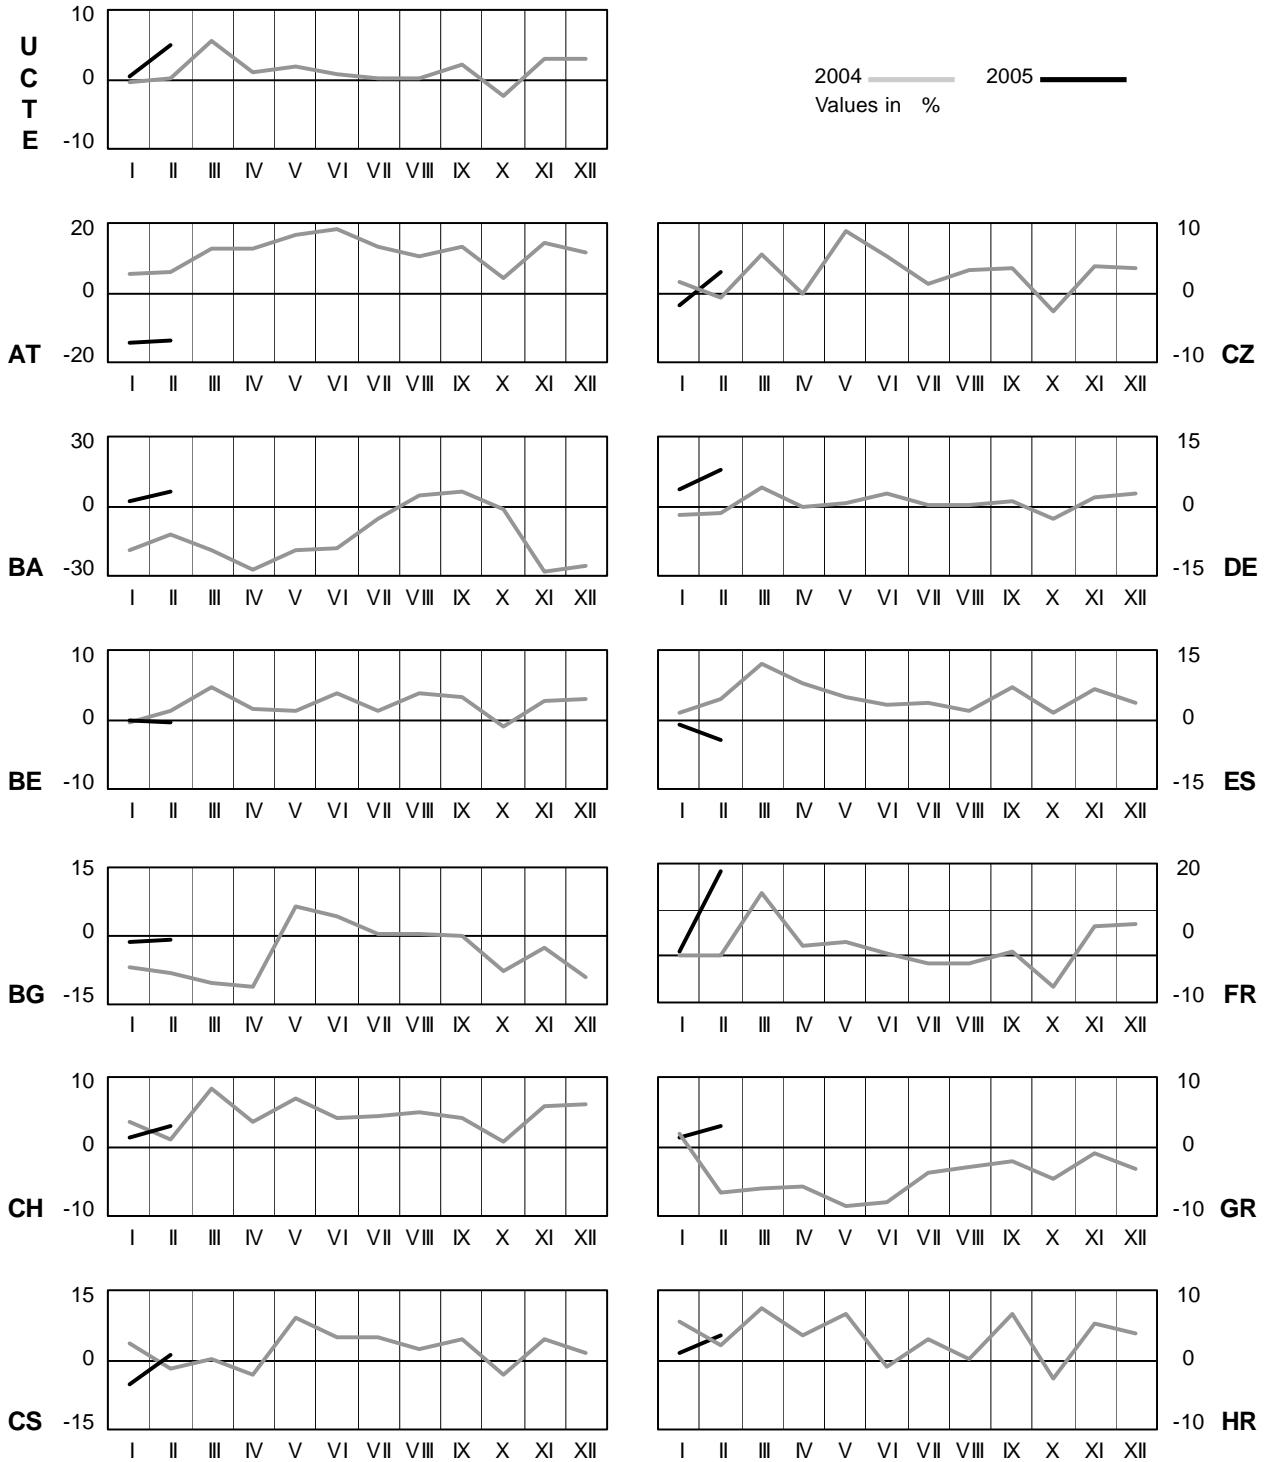 10
U
C
T
E
0
-10
I II III IV V VI VII VIII IX X XI XII
2004 2005
Values in %
20
0
AT -20
I II III IV V VI VII VIII IX X XI XII
10
0
-10 CZ
I II III IV V VI VII VIII IX X XI XII
30
0
BA -30
I II III IV V VI VII VIII IX X XI XII
15
0
-15 DE
I II III IV V VI VII VIII IX X XI XII
10
0
BE -10
I II III IV V VI VII VIII IX X XI XII
15
0
-15 ES
I II III IV V VI VII VIII IX X XI XII
15
0
BG -15
I II III IV V VI VII VIII IX X XI XII
20
0
-10 FR
I II III IV V VI VII VIII IX X XI XII
10
0
CH -10
I II III IV V VI VII VIII IX X XI XII
10
0
-10 GR
I II III IV V VI VII VIII IX X XI XII
15
0
CS -15
I II III IV V VI VII VIII IX X XI XII
10
0
-10 HR
I II III IV V VI VII VIII IX X XI XII